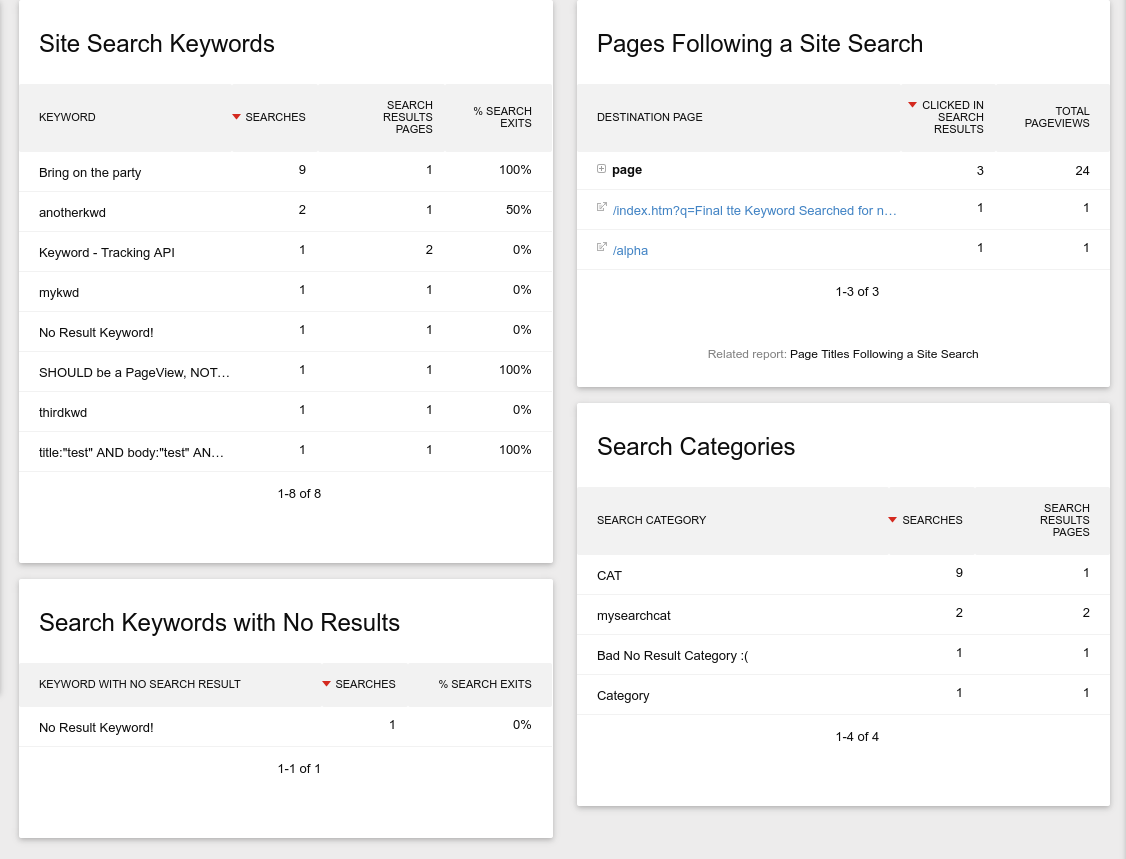 Site Search Keywords
KEYWORD SEARCHES SEARCH RESULTS PAGES % SEARCH EXITS
Bring on the party 9 1 100%
anotherkwd 2 1 50%
Keyword - Tracking API 1 2 0%
mykwd 1 1 0%
No Result Keyword! 1 1 0%
SHOULD be a PageView, NOT… 1 1 100%
thirdkwd 1 1 0%
title:"test" AND body:"test" AN… 1 1 100%
1-8 of 8
Search Keywords with No Results
KEYWORD WITH NO SEARCH RESULT SEARCHES % SEARCH EXITS
No Result Keyword! 1 0%
1-1 of 1
Pages Following a Site Search
DESTINATION PAGE CLICKED IN SEARCH RESULTS TOTAL PAGEVIEWS
page 3 24
/index.htm?q=Final tte Keyword Searched for n… 1 1
/alpha 1 1
1-3 of 3
Related report: Page Titles Following a Site Search
Search Categories
SEARCH CATEGORY SEARCHES SEARCH RESULTS PAGES
CAT 9 1
mysearchcat 2 2
Bad No Result Category :( 1 1
Category 1 1
1-4 of 4